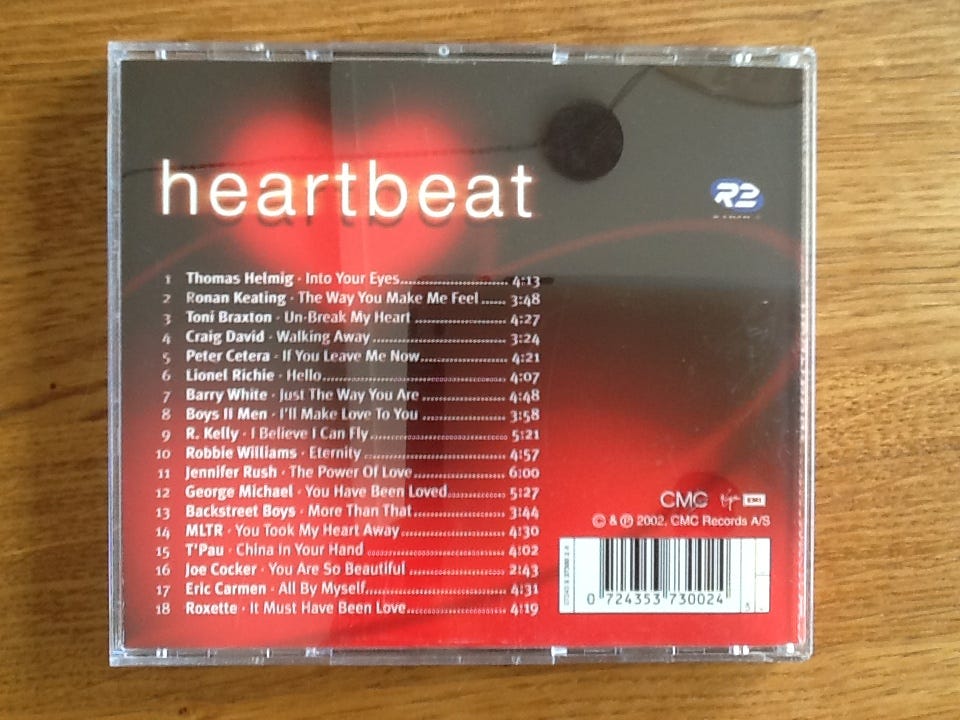 heartbeat
R2
1 Thomas Helmig · Into Your Eyes........................ 4:13
2 Ronan Keating · The Way You Make Me Feel...... 3:48
3 Toni Braxton · Un-Break My Heart.................... 4:27
4 Craig David · Walking Away............................. 3:24
5 Peter Cetera · If You Leave Me Now.................. 4:21
6 Lionel Richie · Hello........................................ 4:07
7 Barry White · Just The Way You Are................. 4:48
8 Boys II Men · I'll Make Love To You.................. 3:58
9 R. Kelly · I Believe I Can Fly............................. 5:21
10 Robbie Williams · Eternity.............................. 4:57
11 Jennifer Rush · The Power Of Love................... 6:00
12 George Michael · You Have Been Loved............ 5:27
13 Backstreet Boys · More Than That................... 3:44
14 MLTR · You Took My Heart Away..................... 4:30
15 T'Pau · China In Your Hand............................. 4:02
16 Joe Cocker · You Are So Beautiful.................... 2:43
17 Eric Carmen · All By Myself............................. 4:31
18 Roxette · It Must Have Been Love.................... 4:19
CMC Virgin EMI
© & ℗ 2002, CMC Records A/S
0 724353 730024